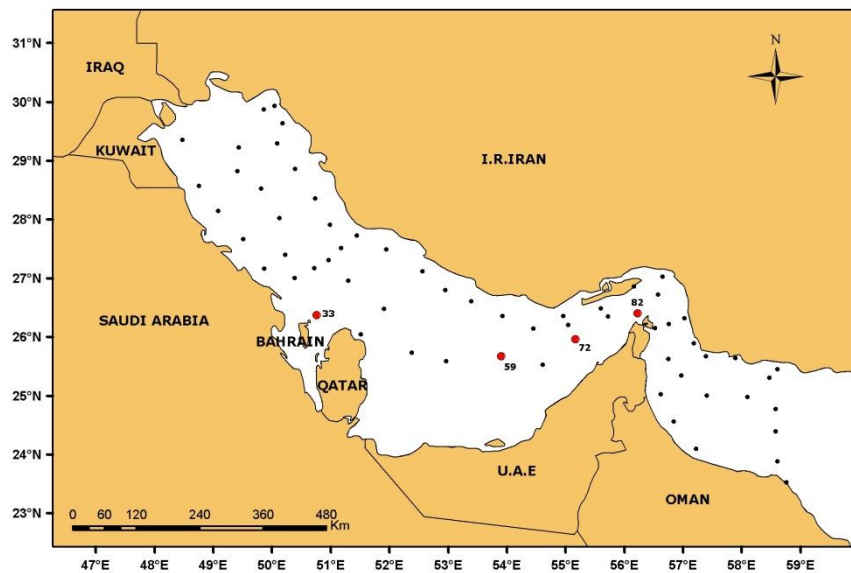 N
31°N
30°N
29°N
28°N
27°N
26°N
25°N
24°N
23°N
IRAQ
KUWAIT
I.R.IRAN
SAUDI ARABIA
33
BAHRAIN
QATAR
82
72
59
U.A.E
OMAN
0 60 120 240 360 480
Km
47°E 48°E 49°E 50°E 51°E 52°E 53°E 54°E 55°E 56°E 57°E 58°E 59°E